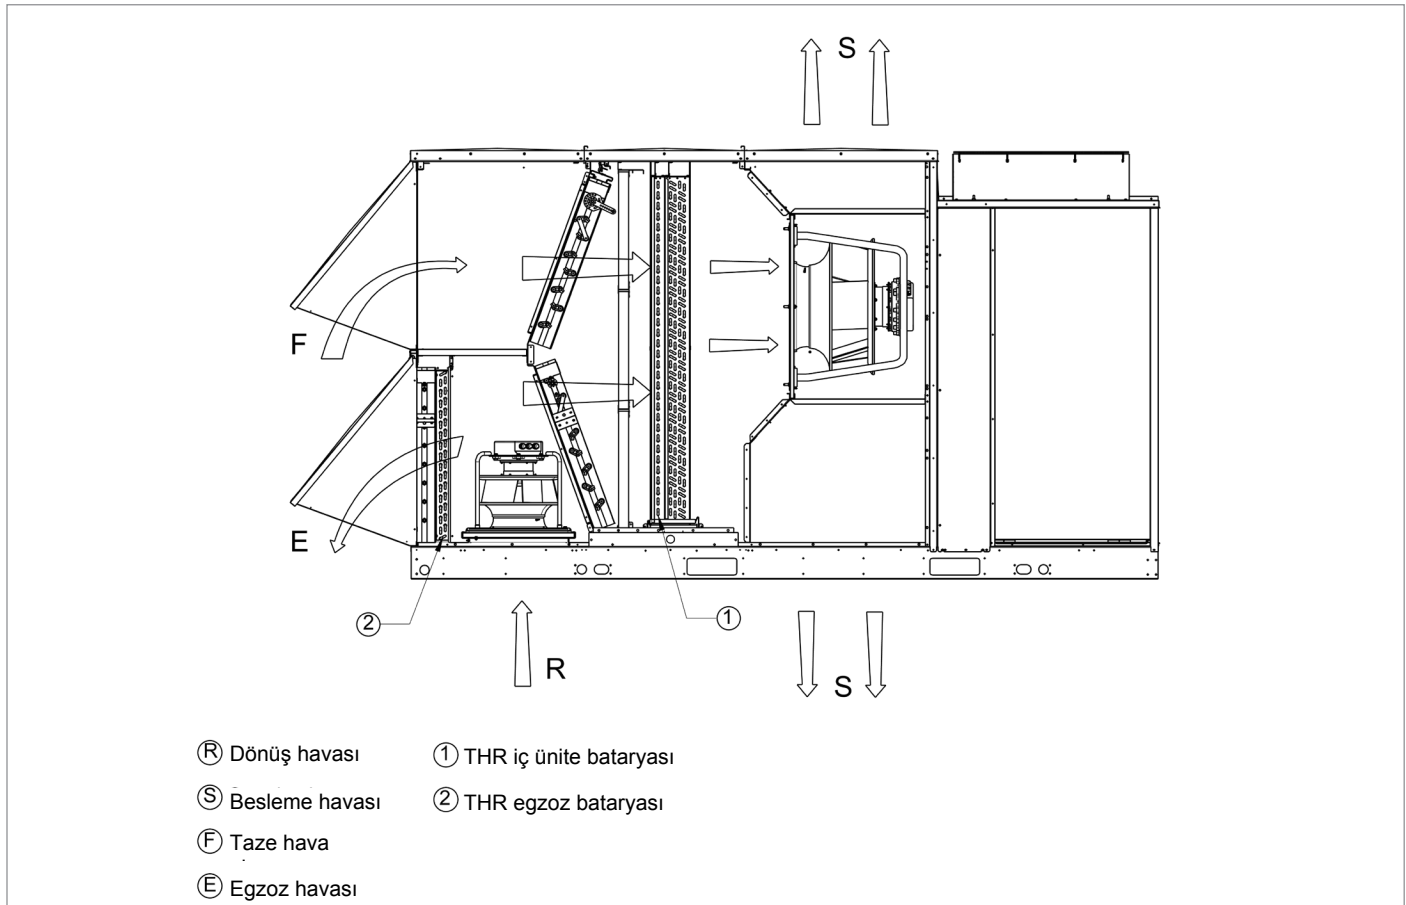 S
F
E
2
1
R
S
R Dönüş havası
1 THR iç ünite bataryası
S Besleme havası
2 THR egzoz bataryası
F Taze hava
E Egzoz havası